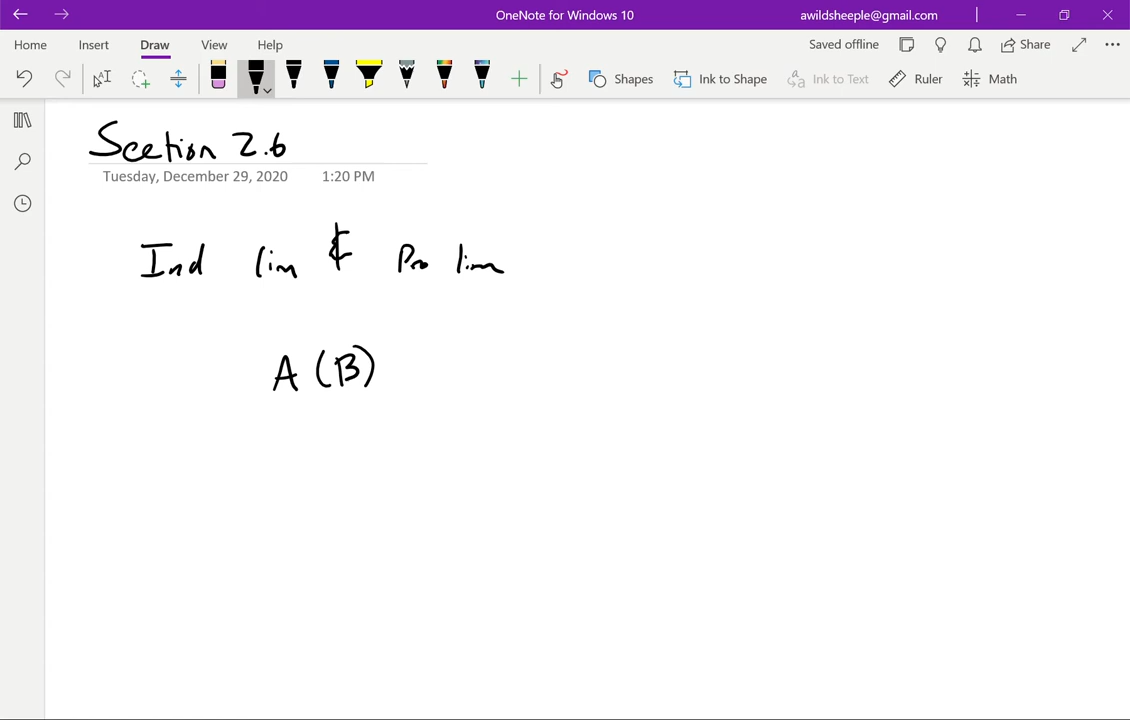 OneNote for Windows 10
awildsheeple@gmail.com
Home Insert Draw View Help
Saved offline Share
Shapes Ink to Shape Ink to Text Ruler Math
Section 2.6
Tuesday, December 29, 2020 1:20 PM
Ind lim & Pro lim
A (B)